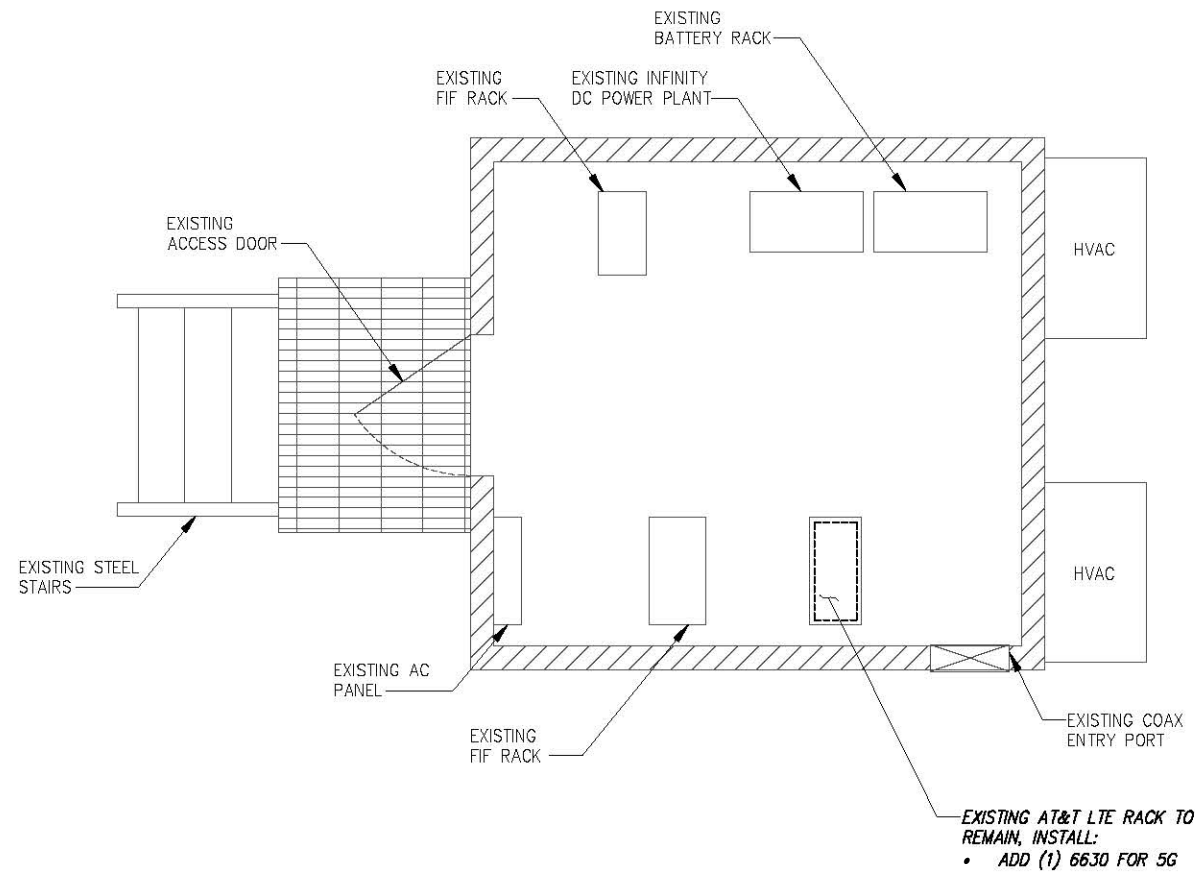 EXISTING
BATTERY RACK
EXISTING
FIF RACK
EXISTING INFINITY
DC POWER PLANT
EXISTING
ACCESS DOOR
HVAC
HVAC
EXISTING STEEL
STAIRS
EXISTING AC
PANEL
EXISTING
FIF RACK
EXISTING COAX
ENTRY PORT
EXISTING AT&T LTE RACK TO
REMAIN, INSTALL:
• ADD (1) 6630 FOR 5G